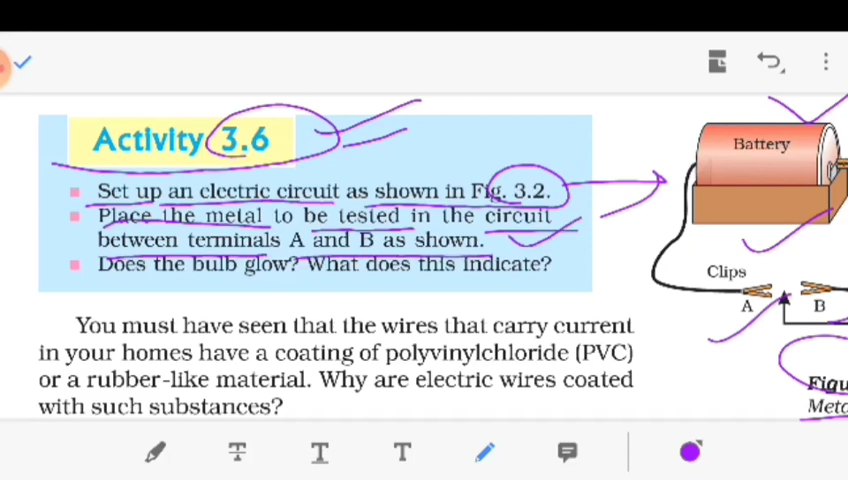 Activity 3.6
Set up an electric circuit as shown in Fig. 3.2.
Place the metal to be tested in the circuit
between terminals A and B as shown.
Does the bulb glow? What does this indicate?
You must have seen that the wires that carry current
in your homes have a coating of polyvinylchloride (PVC)
or a rubber-like material. Why are electric wires coated
with such substances?
Battery
Clips
A
B
Figu
Meta
T
T
T